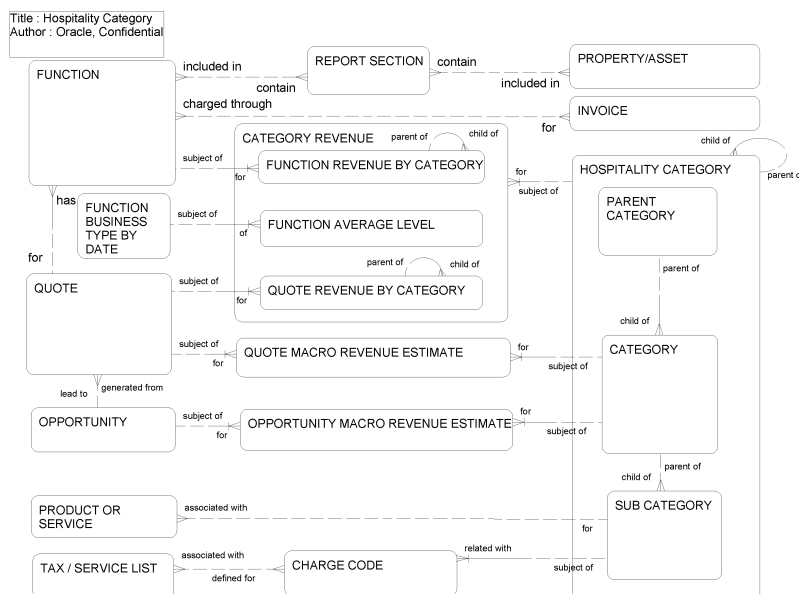 Title : Hospitality Category
Author : Oracle, Confidential
FUNCTION
included in
contain
REPORT SECTION
contain
included in
PROPERTY/ASSET
charged through
for
INVOICE
CATEGORY REVENUE
parent of
child of
subject of
for
FUNCTION REVENUE BY CATEGORY
for
subject of
child of
parent o
HOSPITALITY CATEGORY
PARENT
CATEGORY
has
for
FUNCTION
BUSINESS
TYPE BY
DATE
subject of
of
FUNCTION AVERAGE LEVEL
parent of
child of
QUOTE
subject of
for
QUOTE REVENUE BY CATEGORY
parent of
child of
subject of
for
QUOTE MACRO REVENUE ESTIMATE
for
subject of
CATEGORY
lead to
generated from
OPPORTUNITY
subject of
for
OPPORTUNITY MACRO REVENUE ESTIMATE
for
subject of
parent of
child of
PRODUCT OR
SERVICE
associated with
for
SUB CATEGORY
TAX / SERVICE LIST
associated with
defined for
CHARGE CODE
related with
subject of